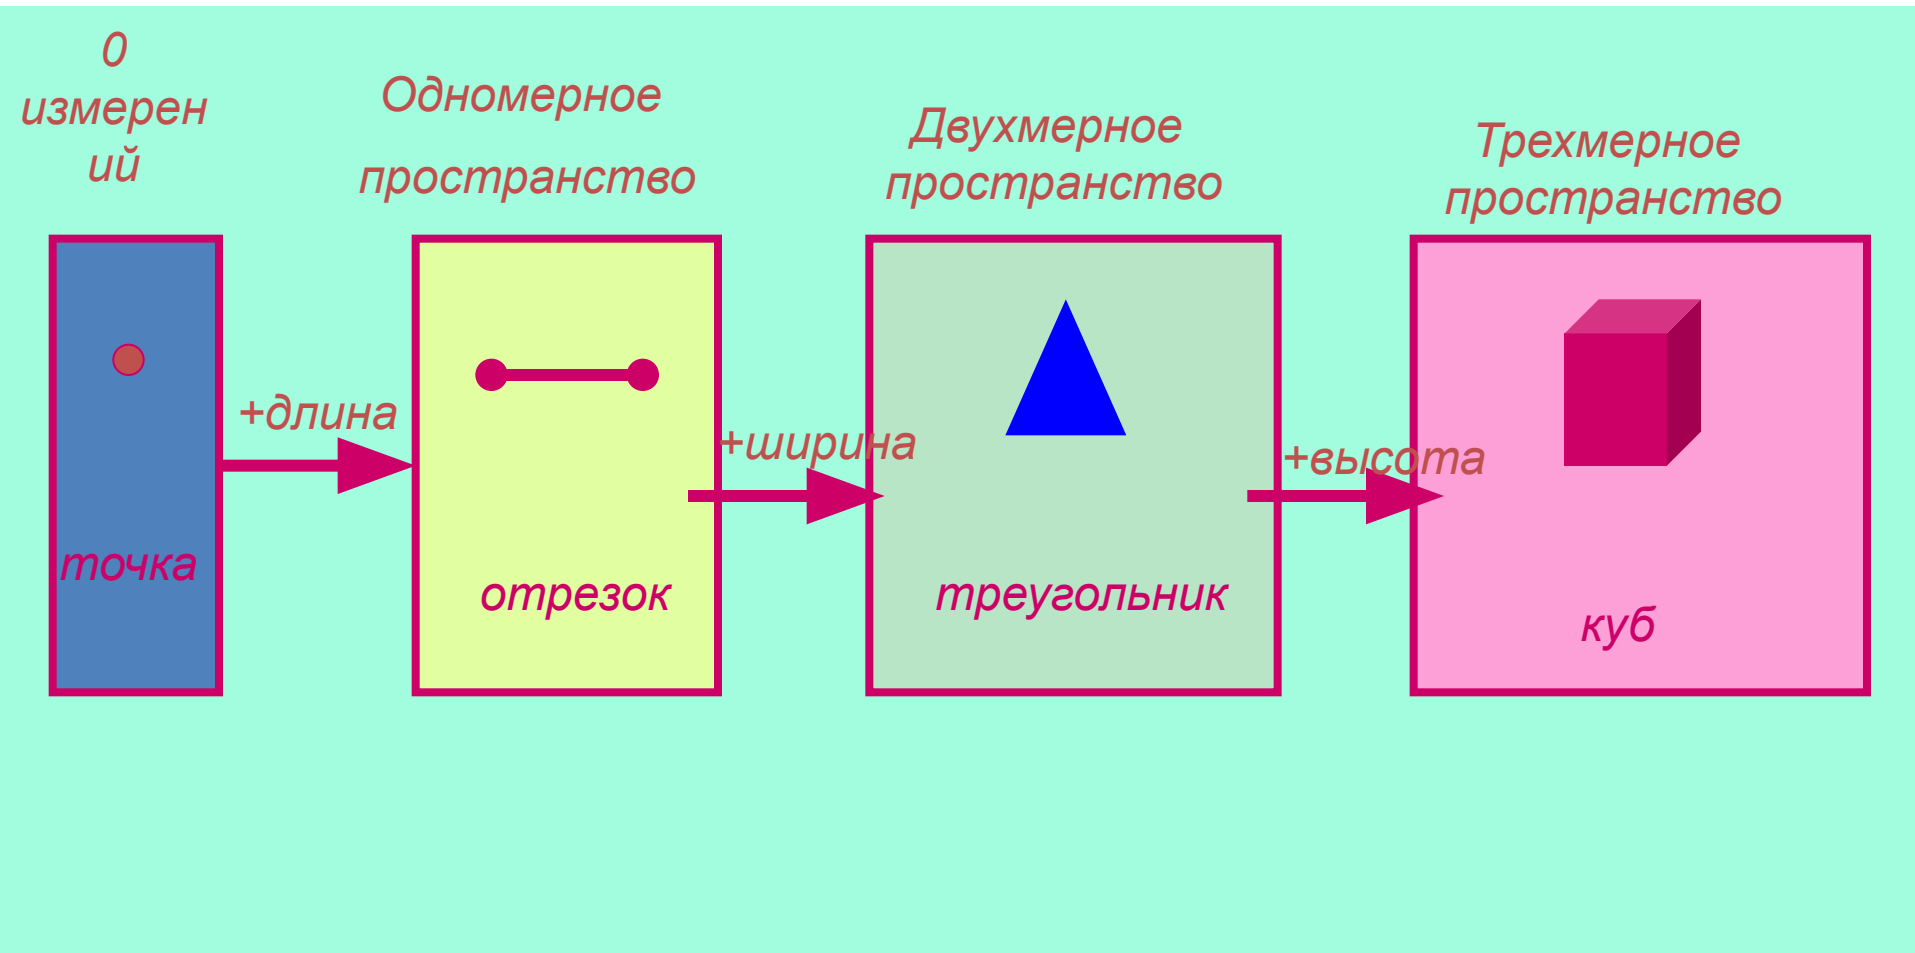 0
измерен
ий
Одномерное
пространство
Двухмерное
пространство
Трехмерное
пространство
+длина
+ширина
+высота
точка
отрезок
треугольник
куб